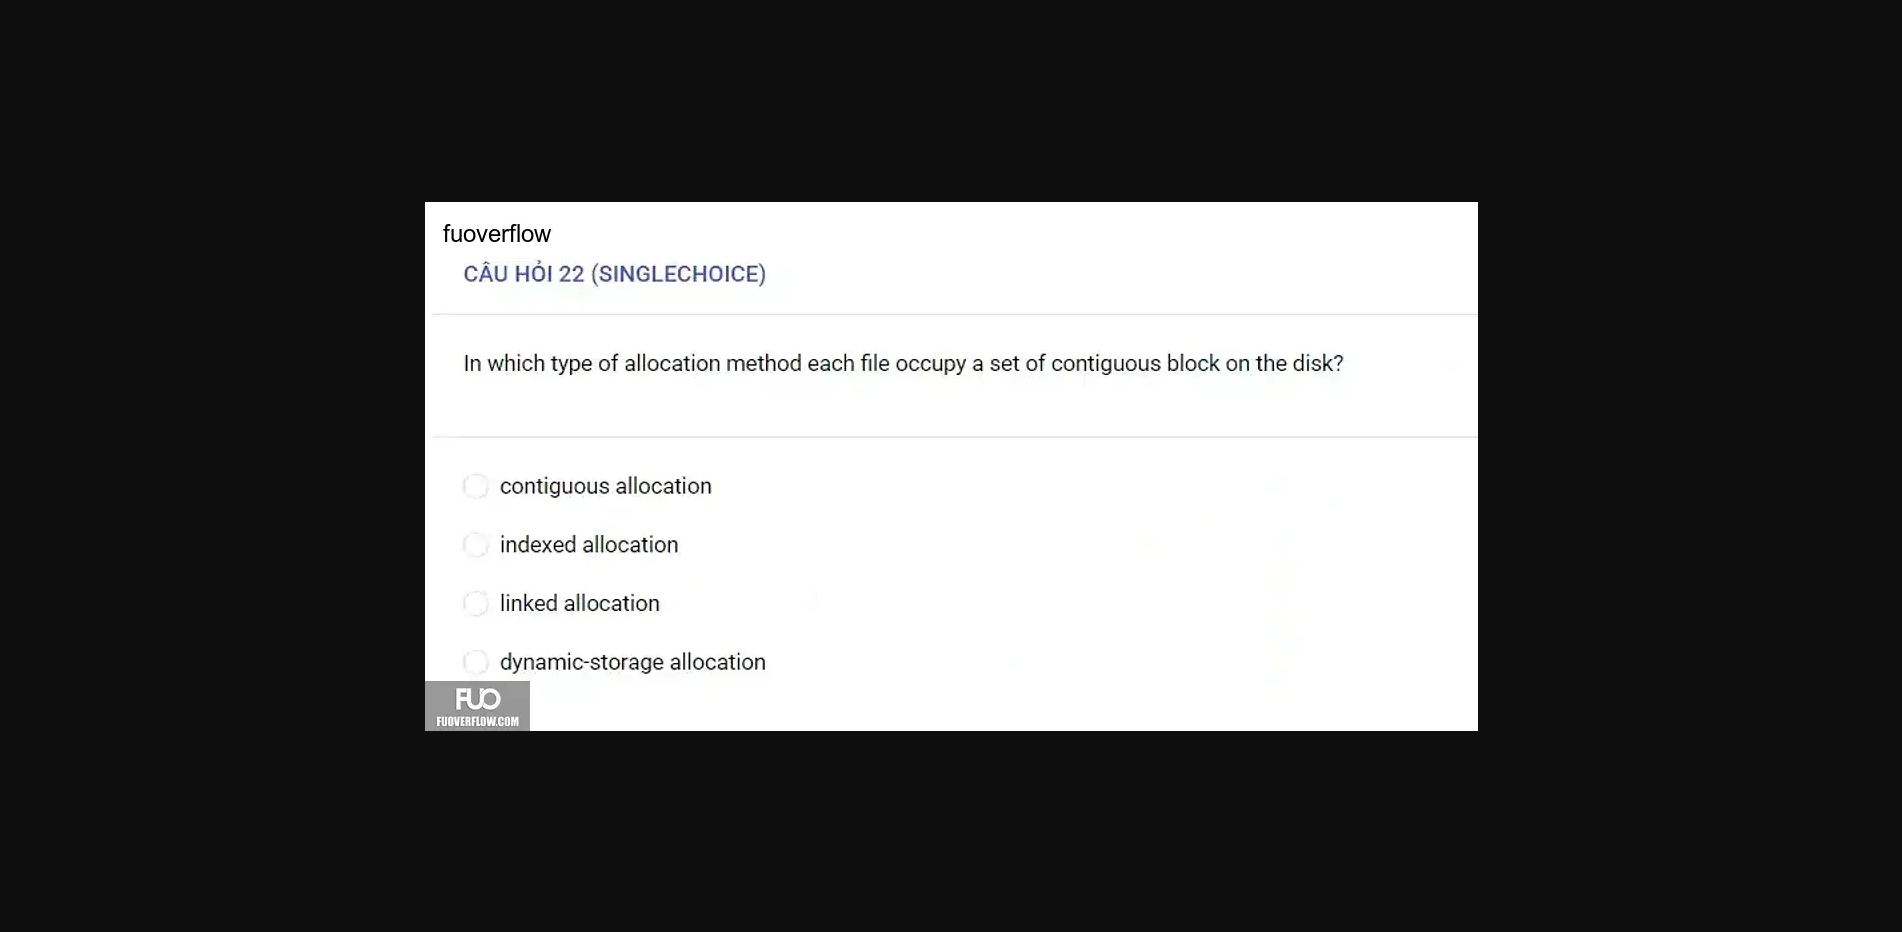 fuoverflow
CÂU HỎI 22 (SINGLECHOICE)
In which type of allocation method each file occupy a set of contiguous block on the disk?
contiguous allocation
indexed allocation
linked allocation
dynamic-storage allocation
FUO
FUOVERFLOW.COM